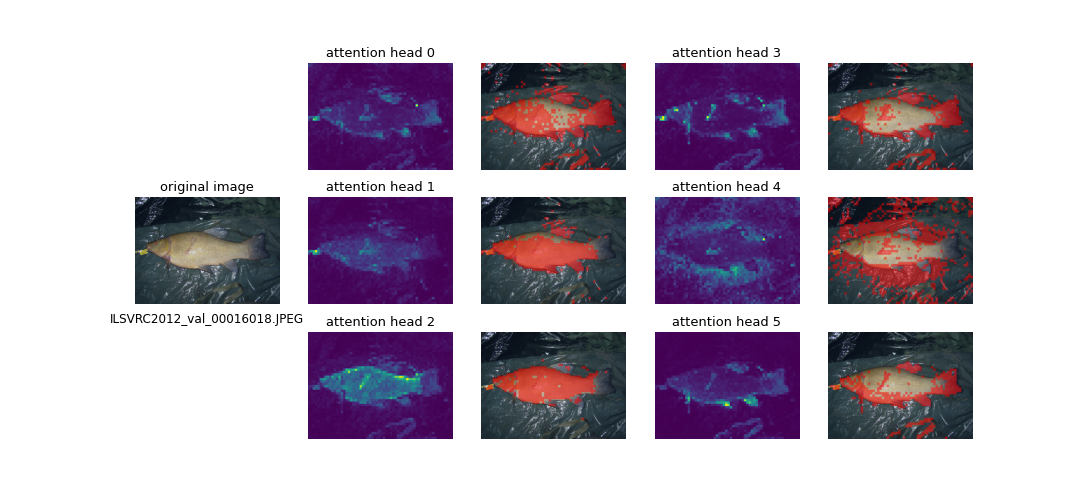 attention head 0
attention head 3
original image
attention head 1
attention head 4
ILSVRC2012_val_00016018.JPEG
attention head 2
attention head 5